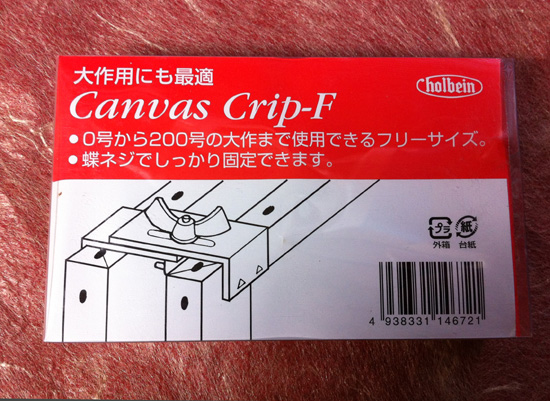 大作用にも最適
holbein
Canvas Crip-F
●0号から200号の大作まで使用できるフリーサイズ。
●蝶ネジでしっかり固定できます。
プラ 紙
外箱 台紙
4 938331 146721